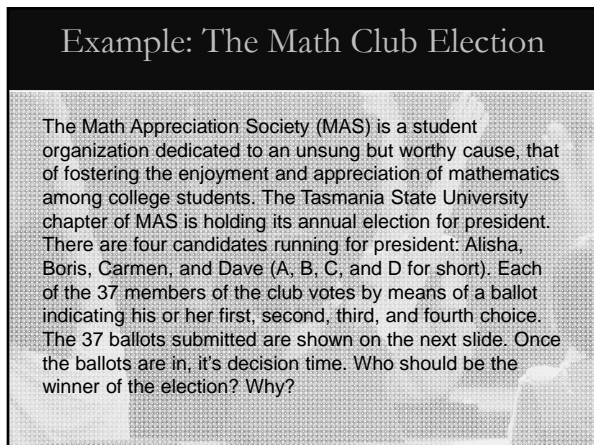 Example: The Math Club Election
The Math Appreciation Society (MAS) is a student
organization dedicated to an unsung but worthy cause, that
of fostering the enjoyment and appreciation of mathematics
among college students. The Tasmania State University
chapter of MAS is holding its annual election for president.
There are four candidates running for president: Alisha,
Boris, Carmen, and Dave (A, B, C, and D for short). Each
of the 37 members of the club votes by means of a ballot
indicating his or her first, second, third, and fourth choice.
The 37 ballots submitted are shown on the next slide. Once
the ballots are in, it's decision time. Who should be the
winner of the election? Why?